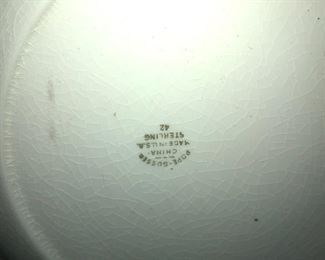 POPE-GOSSER
CHINA
MADE IN U.S.A.
STERLING
42